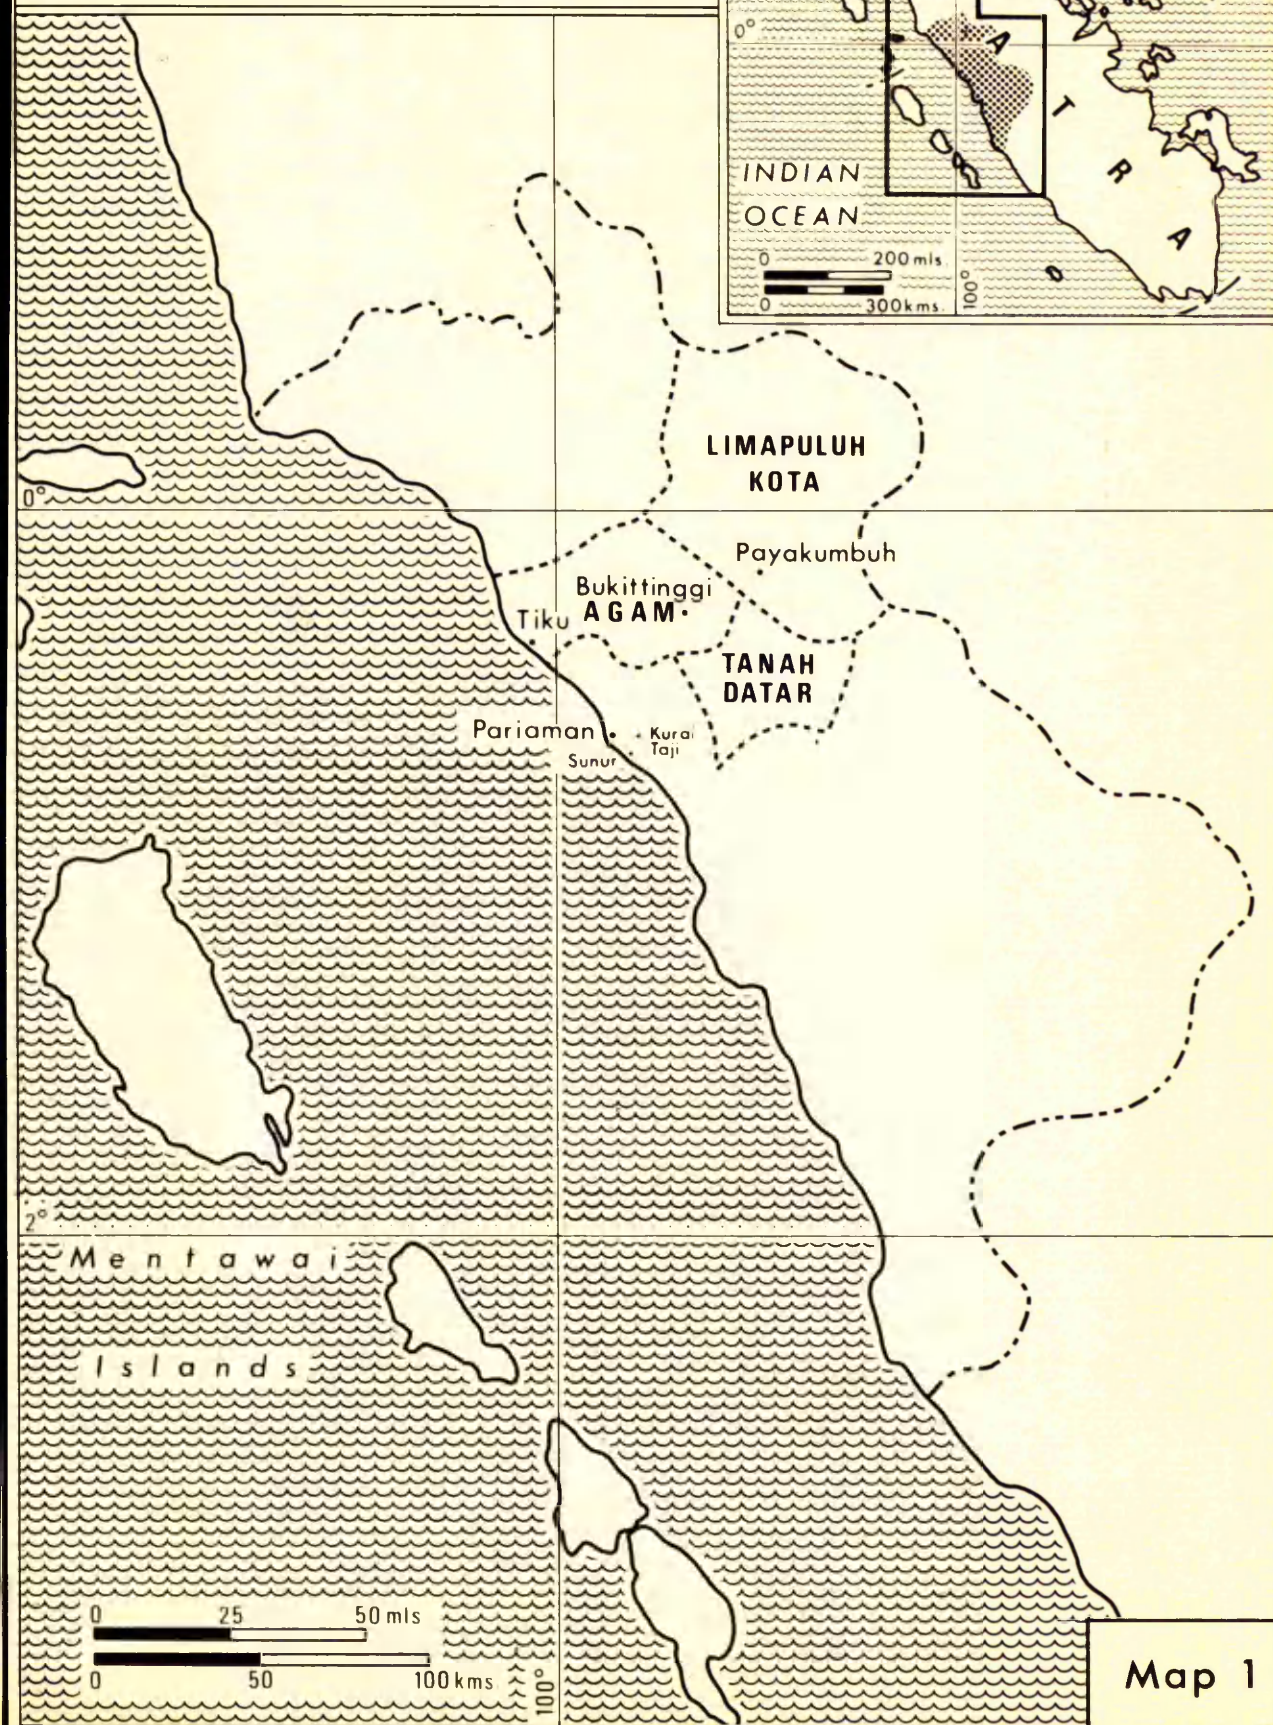 0°
A
T
R
A
INDIAN
OCEAN
0 200 mls.
0 300 kms.
100°
LIMAPULUH
KOTA
0°
Payakumbuh
Bukittinggi
AGAM
Tiku
TANAH
DATAR
Pariaman
Kurai
Taji
Sunur
2°
Mentawai
Islands
0 25 50 mls
0 50 100 kms
100°
Map 1